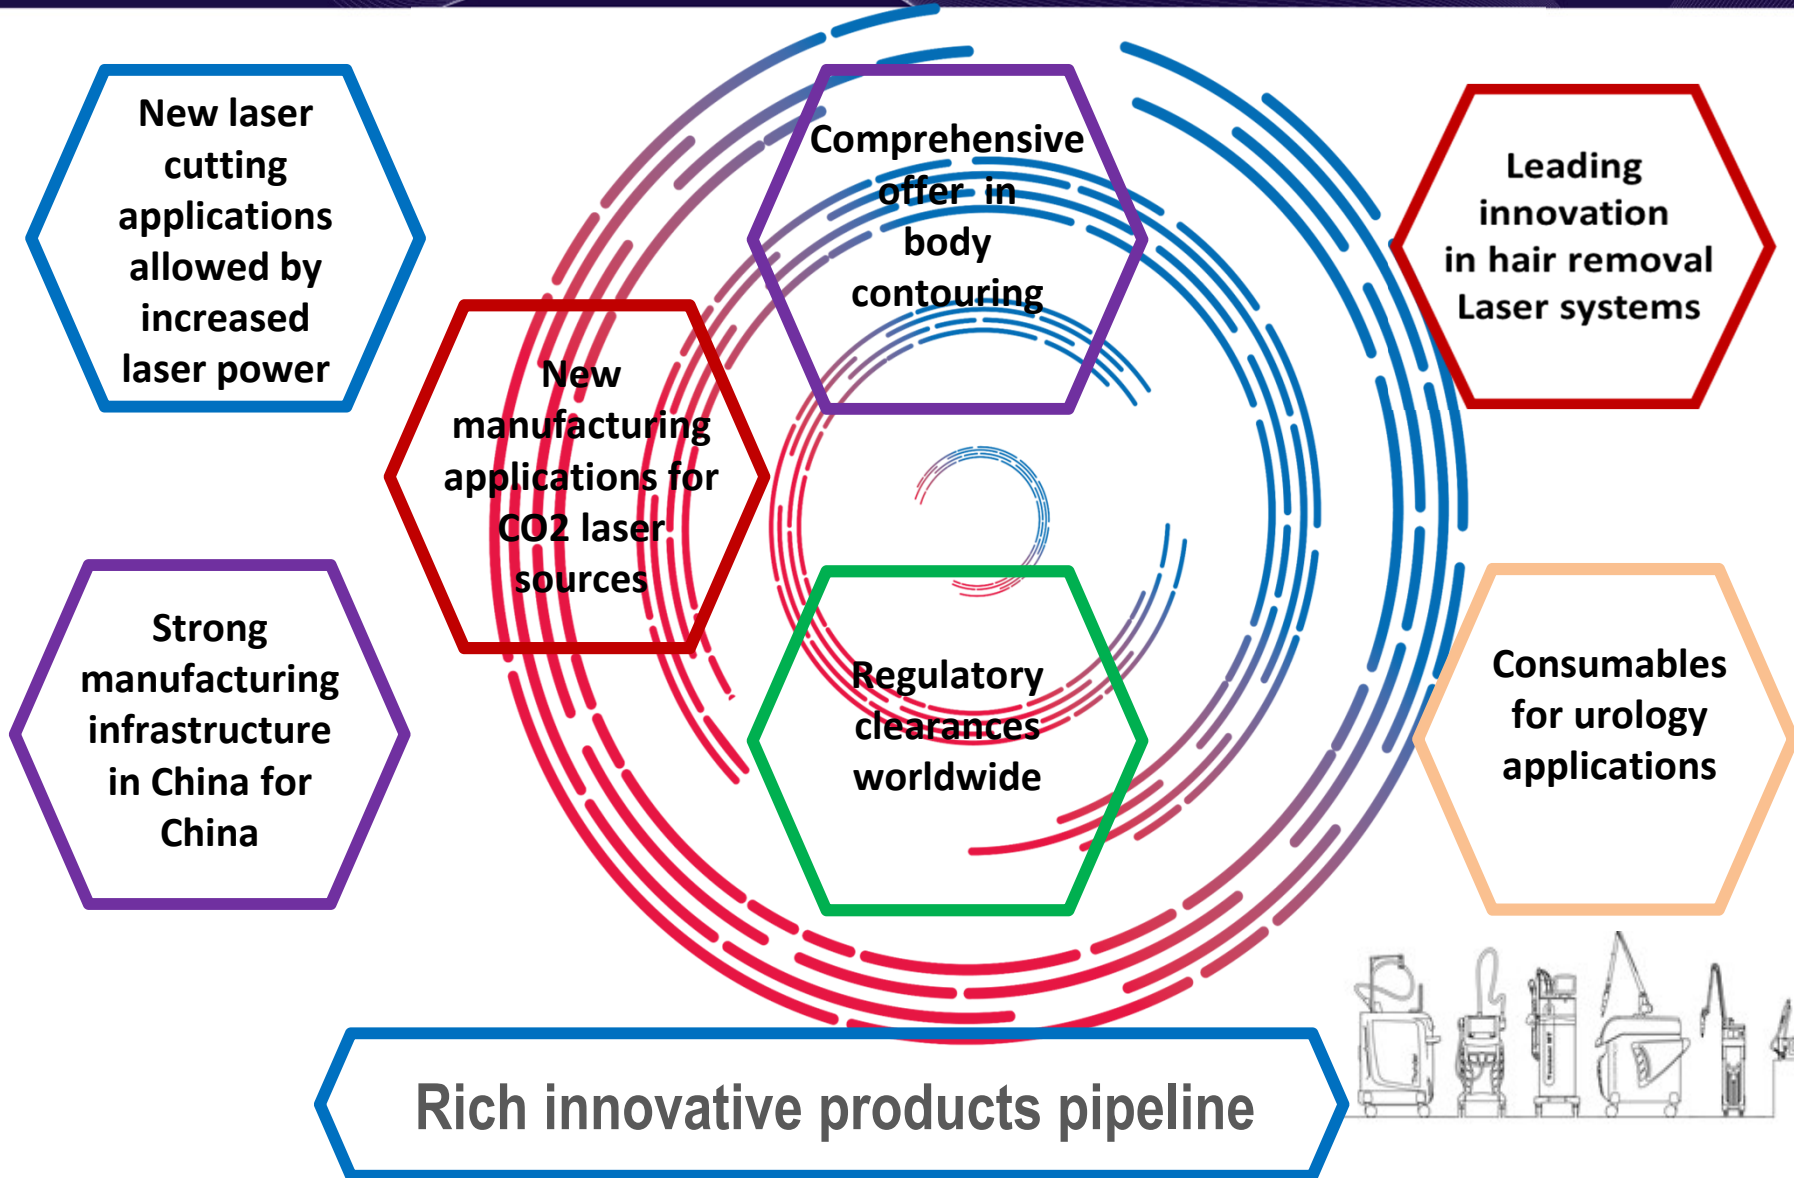 New laser
cutting
applications
allowed by
increased
laser power
Comprehensive
offer in
body
contouring
Leading
innovation
in hair removal
Laser systems
New
manufacturing
applications for
CO2 laser
sources
Strong
manufacturing
infrastructure
in China for
China
Regulatory
clearances
worldwide
Consumables
for urology
applications
Rich innovative products pipeline